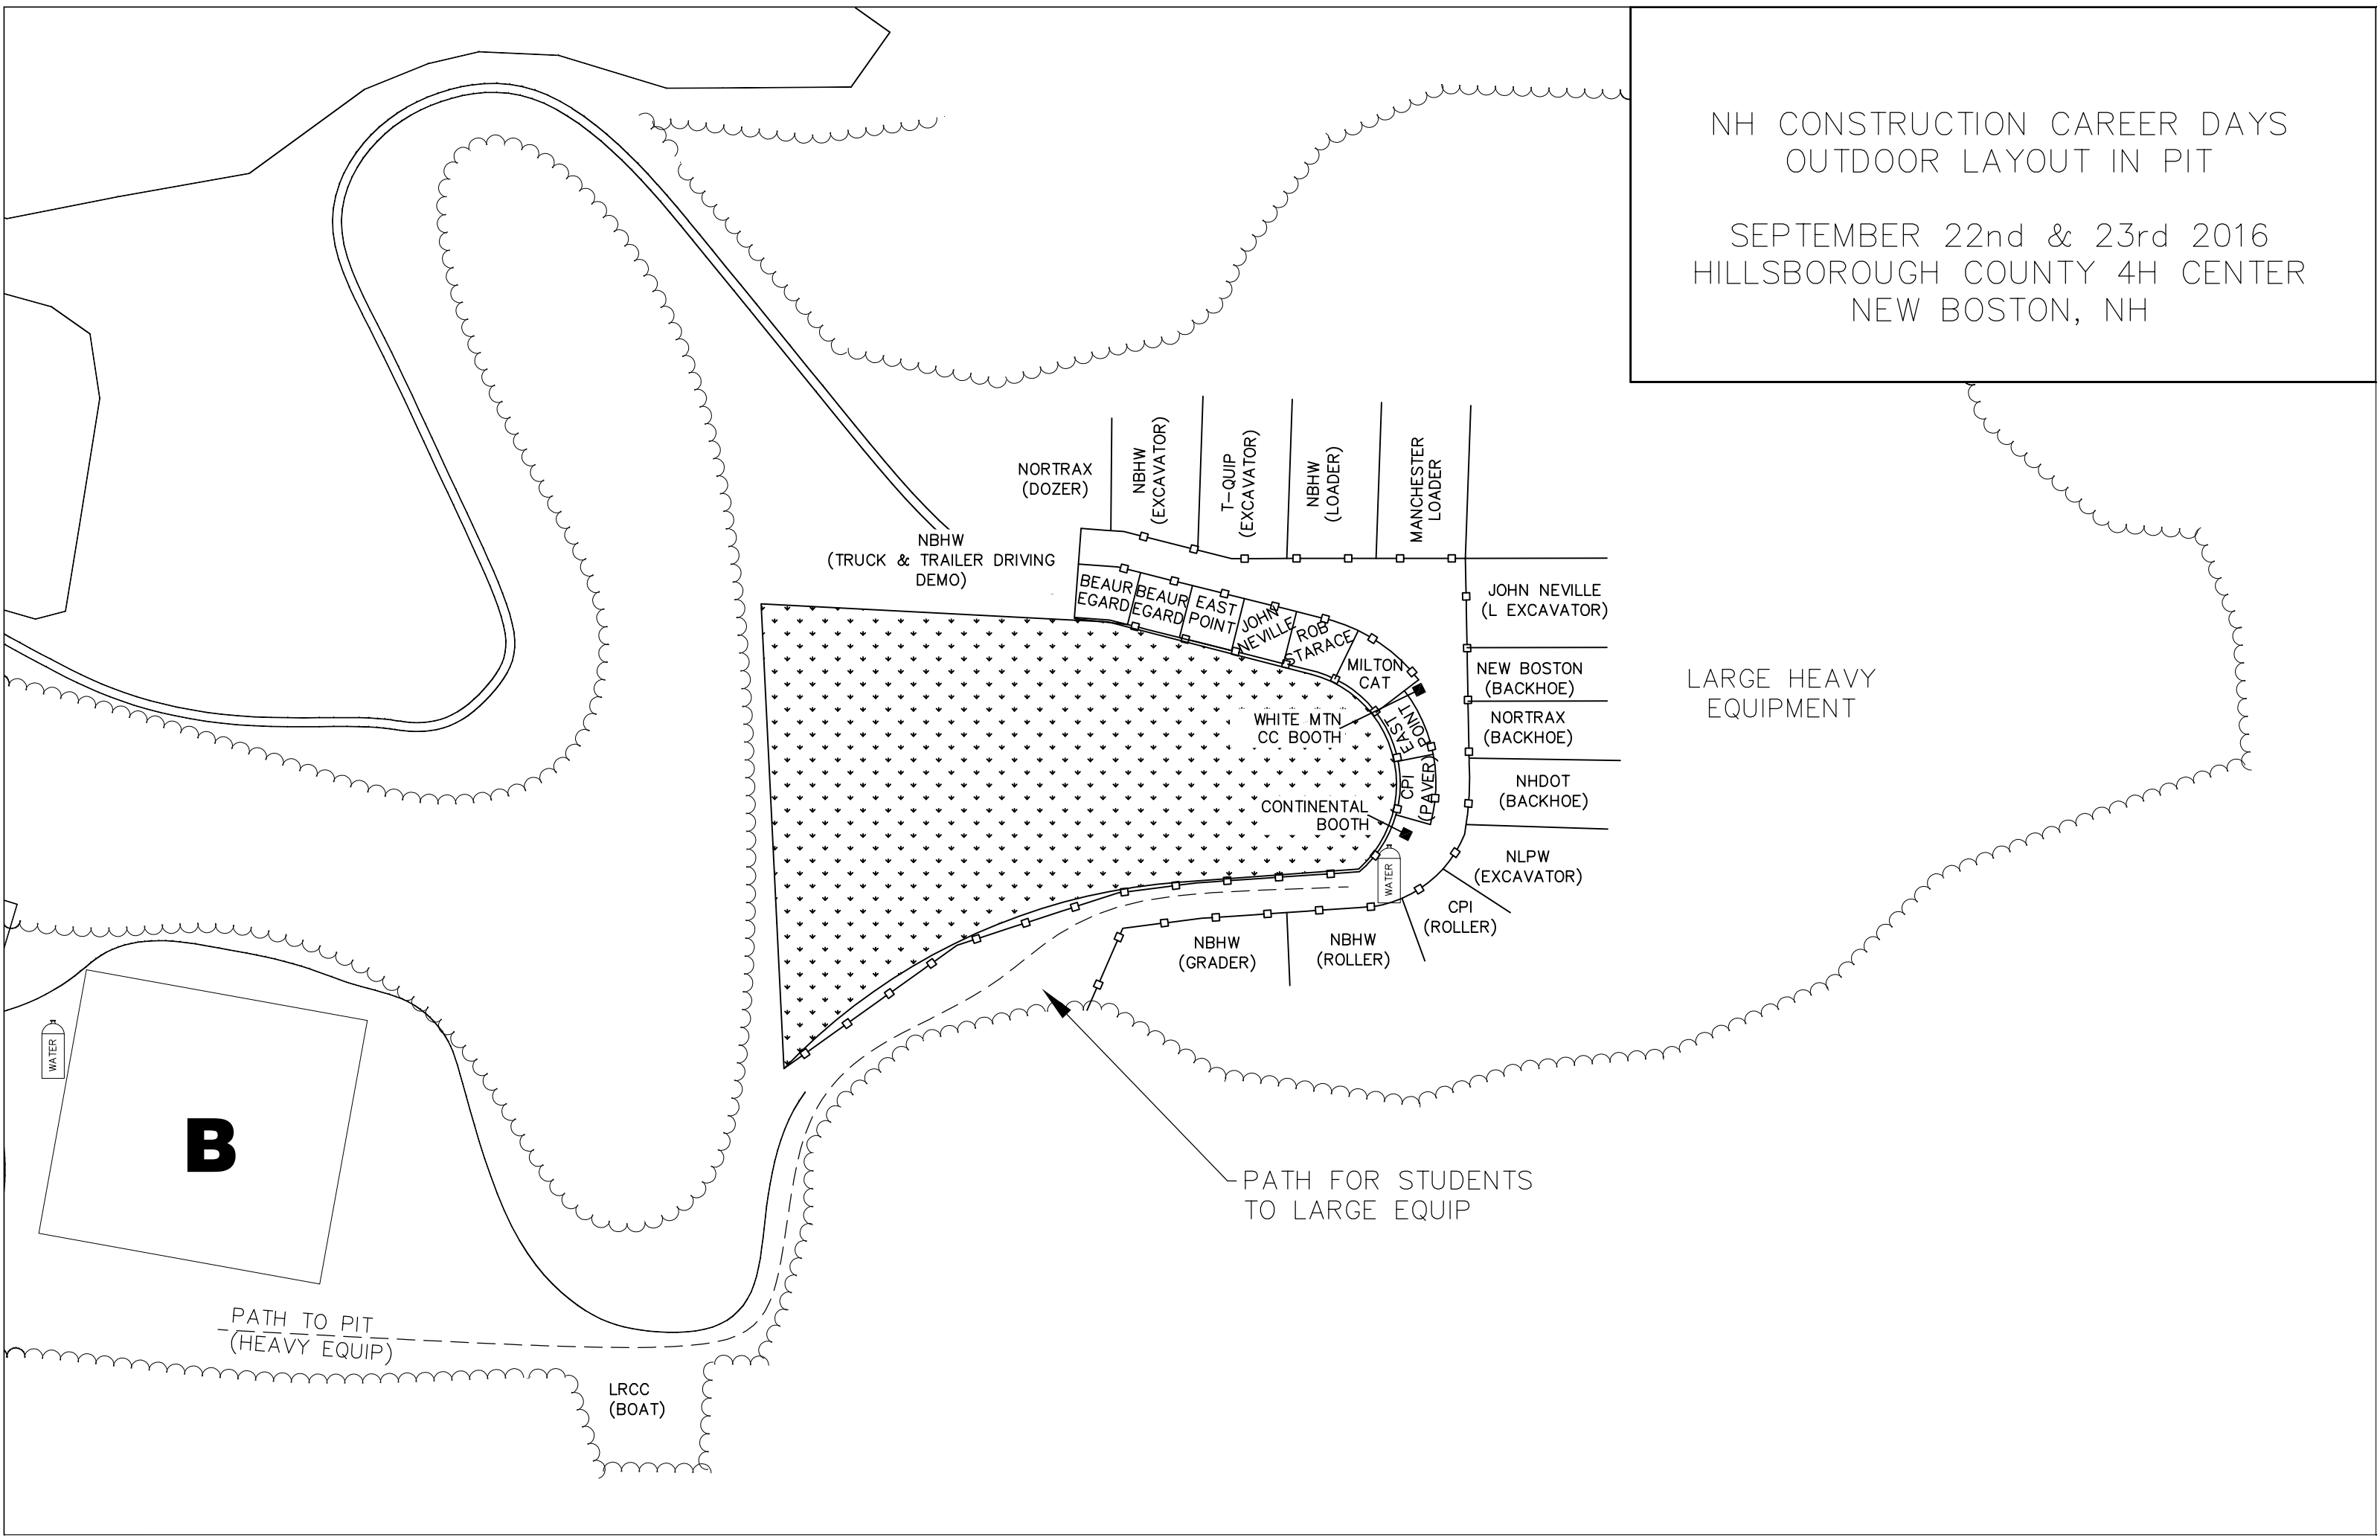 NH CONSTRUCTION CAREER DAYS
OUTDOOR LAYOUT IN PIT
SEPTEMBER 22nd & 23rd 2016
HILLSBOROUGH COUNTY 4H CENTER
NEW BOSTON, NH
NORTRAX
(DOZER)
NBHW
(EXCAVATOR)
T-QUIP
(EXCAVATOR)
NBHW
(LOADER)
MANCHESTER
LOADER
NBHW
(TRUCK & TRAILER DRIVING
DEMO)
BEAUR
EGARD
BEAUR
EGARD
EAST
POINT
JOHN
NEVILLE
ROB
STARACE
MILTON
CAT
JOHN NEVILLE
(L EXCAVATOR)
NEW BOSTON
(BACKHOE)
LARGE HEAVY
EQUIPMENT
WHITE MTN
CC BOOTH
EAST
POINT
NORTRAX
(BACKHOE)
CPI
(PAVER)
NHDOT
(BACKHOE)
CONTINENTAL
BOOTH
WATER
NLPW
(EXCAVATOR)
CPI
(ROLLER)
NBHW
(GRADER)
NBHW
(ROLLER)
WATER
B
PATH FOR STUDENTS
TO LARGE EQUIP
PATH TO PIT
(HEAVY EQUIP)
LRCC
(BOAT)